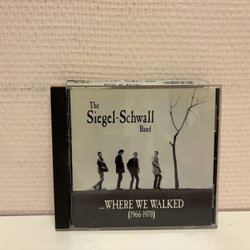 The
Siegel-Schwall
Band
...WHERE WE WALKED
(1966-1970)